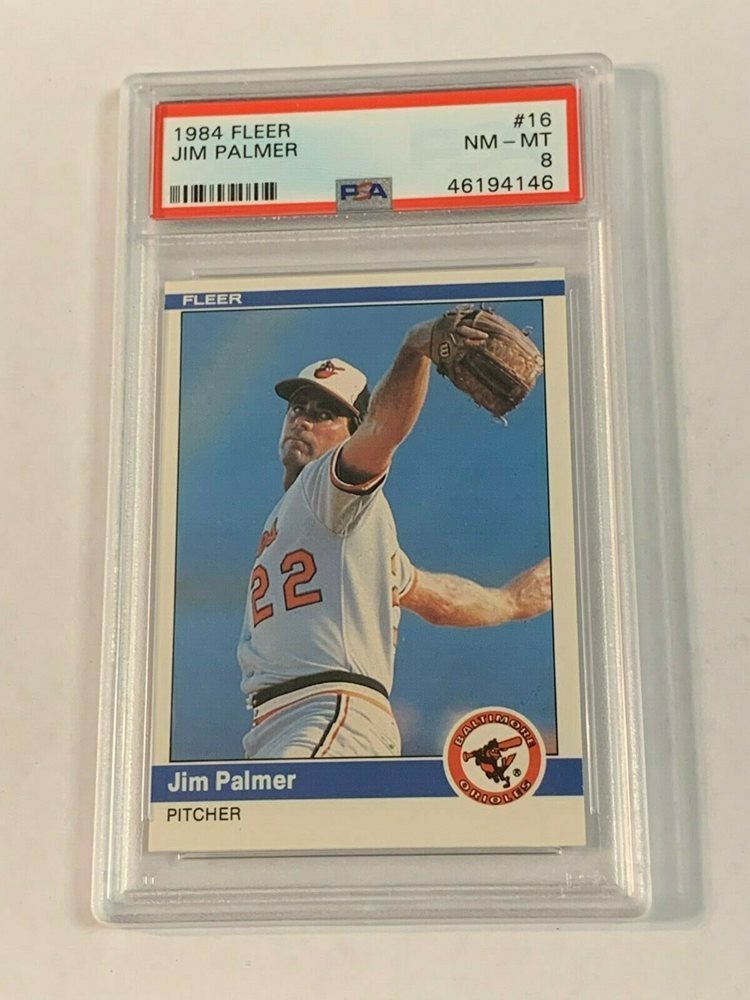 1984 FLEER
JIM PALMER
#16
NM – MT
8
46194146
PSA
FLEER
22
Jim Palmer
PITCHER
BALTIMORE
ORIOLES
®